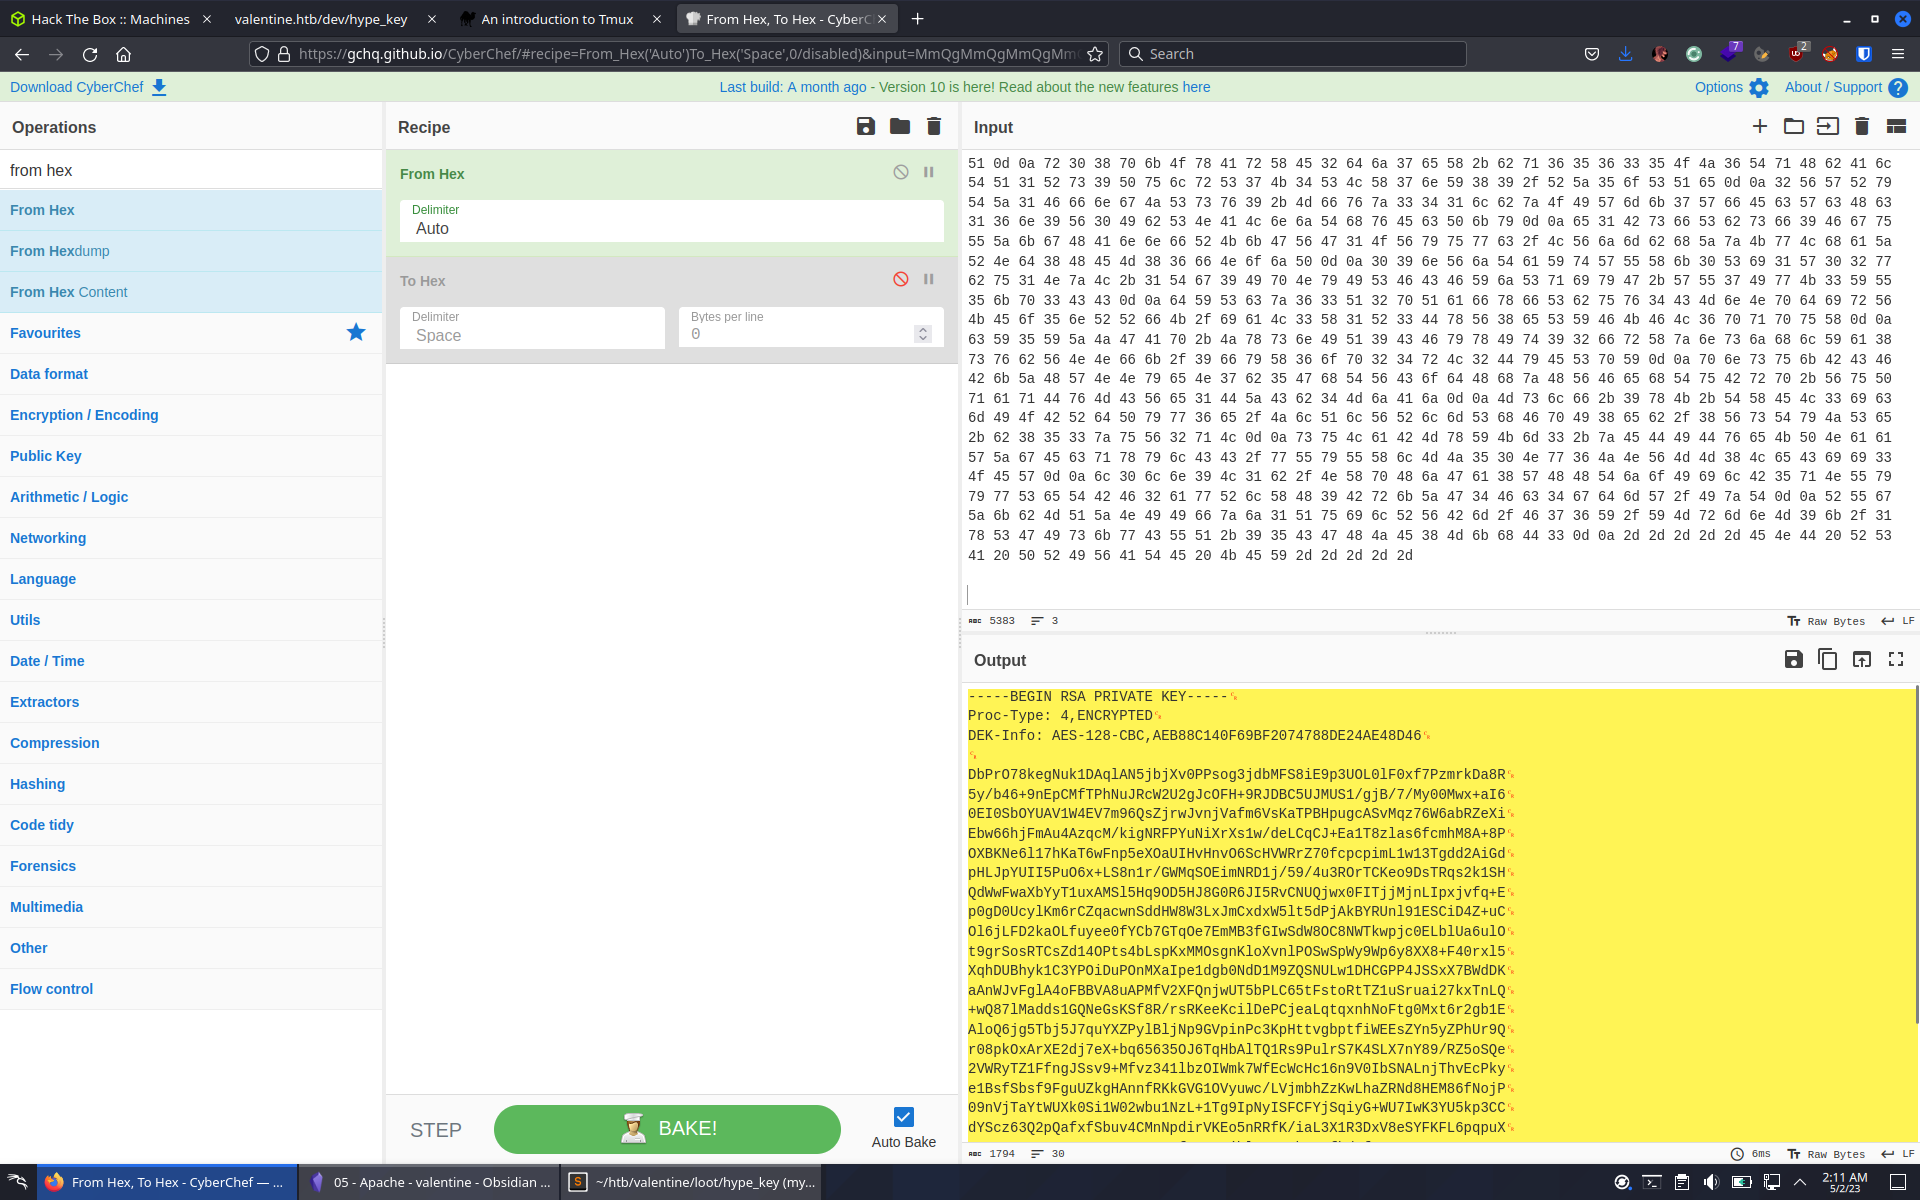 Hack The Box :: Machines
valentine.htb/dev/hype_key
An introduction to Tmux
From Hex, To Hex - CyberChef
https://gchq.github.io/CyberChef/#recipe=From_Hex('Auto')To_Hex('Space',0/disabled)&input=MmQgMmQgMmQgMmQgMm
Search
7
2
Download CyberChef
Last build: A month ago - Version 10 is here! Read about the new features here
Options
About / Support
Operations
Recipe
Input
from hex
From Hex
From Hexdump
From Hex Content
Favourites
Data format
Encryption / Encoding
Public Key
Arithmetic / Logic
Networking
Language
Utils
Date / Time
Extractors
Compression
Hashing
Code tidy
Forensics
Multimedia
Other
Flow control
From Hex
Delimiter
Auto
To Hex
Delimiter
Space
Bytes per line
0
STEP
BAKE!
Auto Bake
51 0d 0a 72 30 38 70 6b 4f 78 41 72 58 45 32 64 6a 37 65 58 2b 62 71 36 35 36 33 35 4f 4a 36 54 71 48 62 41 6c
54 51 31 52 73 39 50 75 6c 72 53 37 4b 34 53 4c 58 37 6e 59 38 39 2f 52 5a 35 6f 53 51 65 0d 0a 32 56 57 52 79
54 5a 31 46 66 6e 67 4a 53 73 76 39 2b 4d 66 76 7a 33 34 31 6c 62 7a 4f 49 57 6d 6b 37 57 66 45 63 57 63 48 63
31 36 6e 39 56 30 49 62 53 4e 41 4c 6e 6a 54 68 76 45 63 50 6b 79 0d 0a 65 31 42 73 66 53 62 73 66 39 46 67 75
55 5a 6b 67 48 41 6e 6e 66 52 4b 6b 47 56 47 31 4f 56 79 75 77 63 2f 4c 56 6a 6d 62 68 5a 7a 4b 77 4c 68 61 5a
52 4e 64 38 48 45 4d 38 36 66 4e 6f 6a 50 0d 0a 30 39 6e 56 6a 54 61 59 74 57 55 58 6b 30 53 69 31 57 30 32 77
62 75 31 4e 7a 4c 2b 31 54 67 39 49 70 4e 79 49 53 46 43 46 59 6a 53 71 69 79 47 2b 57 55 37 49 77 4b 33 59 55
35 6b 70 33 43 43 0d 0a 64 59 53 63 7a 36 33 51 32 70 51 61 66 78 66 53 62 75 76 34 43 4d 6e 4e 70 64 69 72 56
4b 45 6f 35 6e 52 52 66 4b 2f 69 61 4c 33 58 31 52 33 44 78 56 38 65 53 59 46 4b 46 4c 36 70 71 70 75 58 0d 0a
63 59 35 59 5a 4a 47 41 70 2b 4a 78 73 6e 49 51 39 43 46 79 78 49 74 39 32 66 72 58 7a 6e 73 6a 68 6c 59 61 38
73 76 62 56 4e 4e 66 6b 2f 39 66 79 58 36 6f 70 32 34 72 4c 32 44 79 45 53 70 59 0d 0a 70 6e 73 75 6b 42 43 46
42 6b 5a 48 57 4e 4e 79 65 4e 37 62 35 47 68 54 56 43 6f 64 48 68 7a 48 56 46 65 68 54 75 42 72 70 2b 56 75 50
71 61 71 44 76 4d 43 56 65 31 44 5a 43 62 34 4d 6a 41 6a 0d 0a 4d 73 6c 66 2b 39 78 4b 2b 54 58 45 4c 33 69 63
6d 49 4f 42 52 64 50 79 77 36 65 2f 4a 6c 51 6c 56 52 6c 6d 53 68 46 70 49 38 65 62 2f 38 56 73 54 79 4a 53 65
2b 62 38 35 33 7a 75 56 32 71 4c 0d 0a 73 75 4c 61 42 4d 78 59 4b 6d 33 2b 7a 45 44 49 44 76 65 4b 50 4e 61 61
57 5a 67 45 63 71 78 79 6c 43 43 2f 77 55 79 55 58 6c 4d 4a 35 30 4e 77 36 4a 4e 56 4d 4d 38 4c 65 43 69 69 33
4f 45 57 0d 0a 6c 30 6c 6e 39 4c 31 62 2f 4e 58 70 48 6a 47 61 38 57 48 48 54 6a 6f 49 69 6c 42 35 71 4e 55 79
79 77 53 65 54 42 46 32 61 77 52 6c 58 48 39 42 72 6b 5a 47 34 46 63 34 67 64 6d 57 2f 49 7a 54 0d 0a 52 55 67
5a 6b 62 4d 51 5a 4e 49 49 66 7a 6a 31 51 75 69 6c 52 56 42 6d 2f 46 37 36 59 2f 59 4d 72 6d 6e 4d 39 6b 2f 31
78 53 47 49 73 6b 77 43 55 51 2b 39 35 43 47 48 4a 45 38 4d 6b 68 44 33 0d 0a 2d 2d 2d 2d 2d 45 4e 44 20 52 53
41 20 50 52 49 56 41 54 45 20 4b 45 59 2d 2d 2d 2d 2d
5383
3
Raw Bytes
LF
Output
-----BEGIN RSA PRIVATE KEY-----
Proc-Type: 4,ENCRYPTED
DEK-Info: AES-128-CBC,AEB88C140F69BF2074788DE24AE48D46
DbPrO78kegNuk1DAqlAN5jbjXv0PPsog3jdbMFS8iE9p3UOL0lF0xf7PzmrkDa8R
5y/b46+9nEpCMfTPhNuJRcW2U2gJcOFH+9RJDBC5UJMUS1/gjB/7/My00Mwx+aI6
0EI0SbOYUAV1W4EV7m96QsZjrwJvnjVafm6VsKaTPBHpugcASvMqz76W6abRZeXi
Ebw66hjFmAu4AzqcM/kigNRFPYuNiXrXs1w/deLCqCJ+Ea1T8zlas6fcmhM8A+8P
OXBKNe6l17hKaT6wFnp5eXOaUIHvHnvO6ScHVWRrZ70fcpcpimL1w13Tgdd2AiGd
pHLJpYUII5PuO6x+LS8n1r/GWMqSOEimNRD1j/59/4u3ROrTCKeo9DsTRqs2k1SH
QdWwFwaXbYyT1uxAMSl5Hq9OD5HJ8G0R6JI5RvCNUQjwx0FITjjMjnLIpxjvfq+E
p0gD0UcylKm6rCZqacwnSddHW8W3LxJmCxdxW5lt5dPjAkBYRUnl91ESCiD4Z+uC
Ol6jLFD2kaOLfuyee0fYCb7GTqOe7EmMB3fGIwSdW8OC8NWTkwpjc0ELblUa6ulO
t9grSosRTCsZd14OPts4bLspKxMMOsgnKloXvnlPOSwSpWy9Wp6y8XX8+F40rxl5
XqhDUBhyk1C3YPOiDuPOnMXaIpe1dgb0NdD1M9ZQSNULw1DHCGPP4JSSxX7BWdDK
aAnWJvFglA4oFBBVA8uAPMfV2XFQnjwUT5bPLC65tFstoRtTZ1uSruai27kxTnLQ
+wQ87lMadds1GQNeGsKSf8R/rsRKeeKcilDePCjeaLqtqxnhNoFtg0Mxt6r2gb1E
AloQ6jg5Tbj5J7quYXZPylBljNp9GVpinPc3KpHttvgbptfiWEEsZYn5yZPhUr9Q
r08pkOxArXE2dj7eX+bq65635OJ6TqHbAlTQ1Rs9PulrS7K4SLX7nY89/RZ5oSQe
2VWRyTZ1FfngJSsv9+Mfvz341lbzOIWmk7WfEcWcHc16n9V0IbSNALnjThvEcPky
e1BsfSbsf9FguUZkgHAnnfRKkGVG1OVyuwc/LVjmbhZzKwLhaZRNd8HEM86fNojP
09nVjTaYtWUXk0Si1W02wbu1NzL+1Tg9IpNyISFCFYjSqiyG+WU7IwK3YU5kp3CC
dYScz63Q2pQafxfSbuv4CMnNpdirVKEo5nRRfK/iaL3X1R3DxV8eSYFKFL6pqpuX
1794
30
6ms
Raw Bytes
LF
From Hex, To Hex - CyberChef — ...
05 - Apache - valentine - Obsidian ...
~/htb/valentine/loot/hype_key (my...
2:11 AM
5/2/23